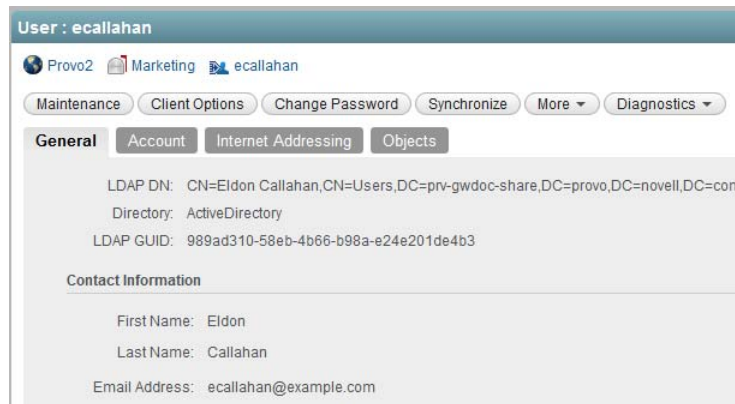 User : ecallahan
Provo2 Marketing ecallahan
Maintenance Client Options Change Password Synchronize More Diagnostics
General Account Internet Addressing Objects
LDAP DN: CN=Eldon Callahan,CN=Users,DC=prv-gwdoc-share,DC=provo,DC=novell,DC=con
Directory: ActiveDirectory
LDAP GUID: 989ad310-58eb-4b66-b98a-e24e201de4b3
Contact Information
First Name: Eldon
Last Name: Callahan
Email Address: ecallahan@example.com